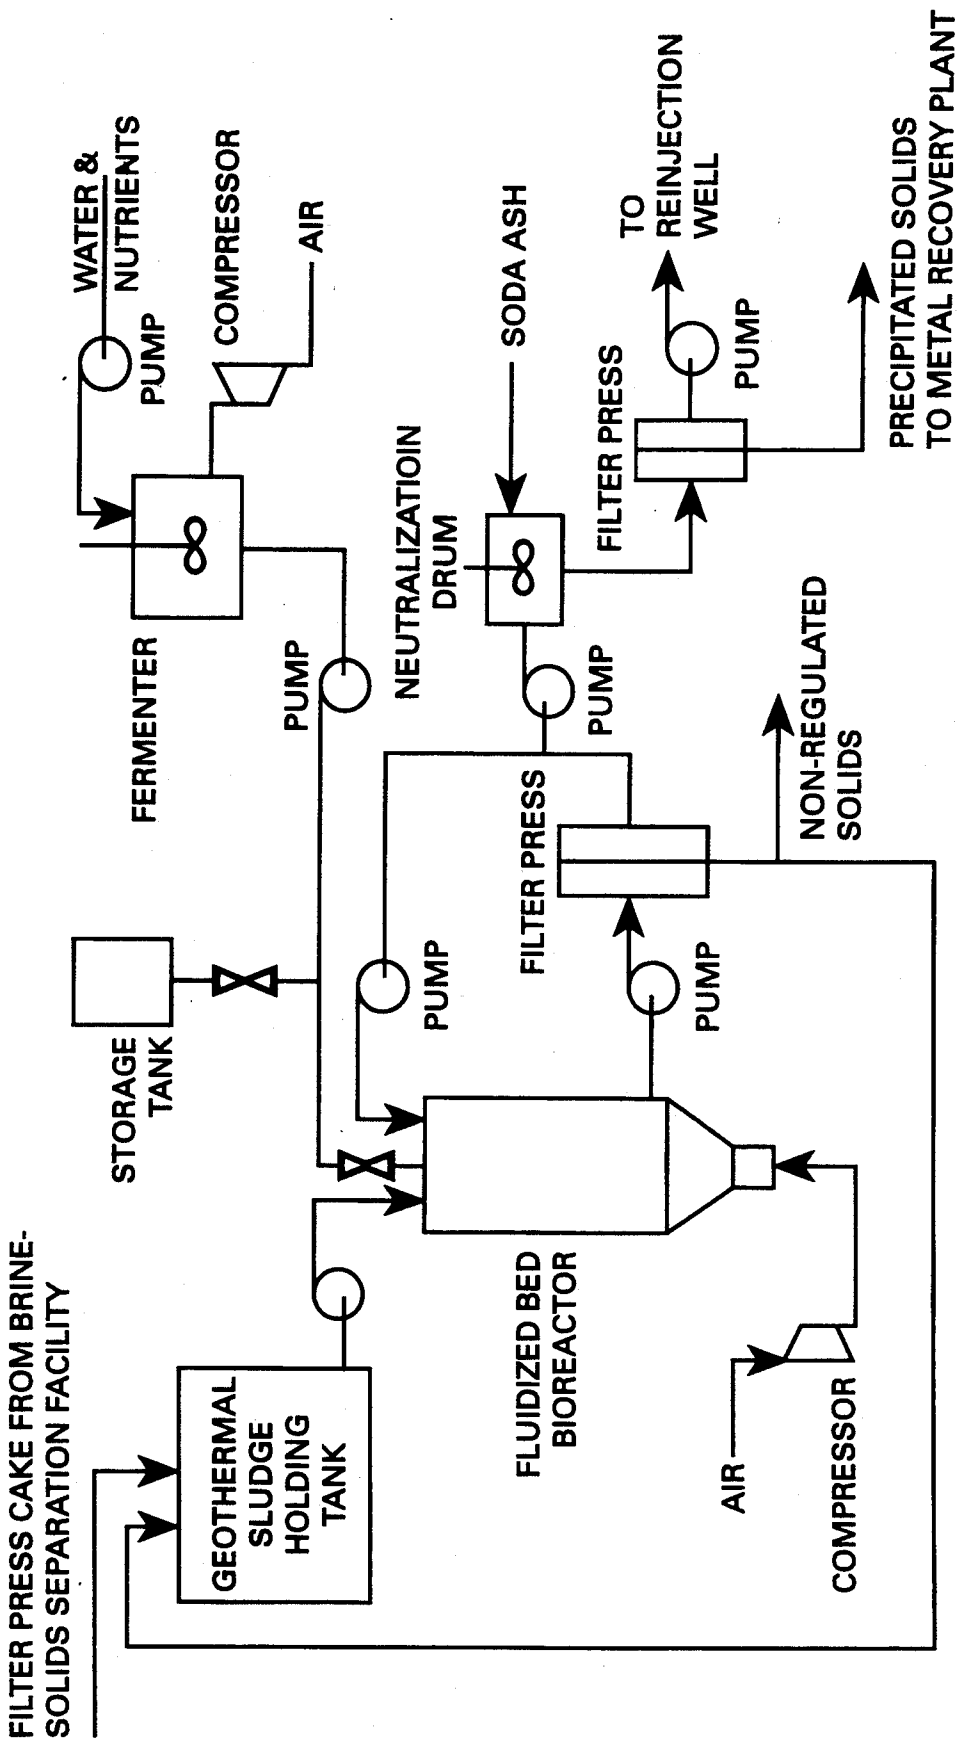 FILTER PRESS CAKE FROM BRINE-
SOLIDS SEPARATION FACILITY
STORAGE
TANK
FERMENTER
WATER &
NUTRIENTS
PUMP
COMPRESSOR
AIR
PUMP
GEOTHERMAL
SLUDGE
HOLDING
TANK
PUMP
NEUTRALIZATIOIN
DRUM
SODA ASH
FLUIDIZED BED
BIOREACTOR
FILTER PRESS
PUMP
FILTER PRESS
TO
REINJECTION
WELL
PUMP
PUMP
AIR
COMPRESSOR
NON-REGULATED
SOLIDS
PRECIPITATED SOLIDS
TO METAL RECOVERY PLANT